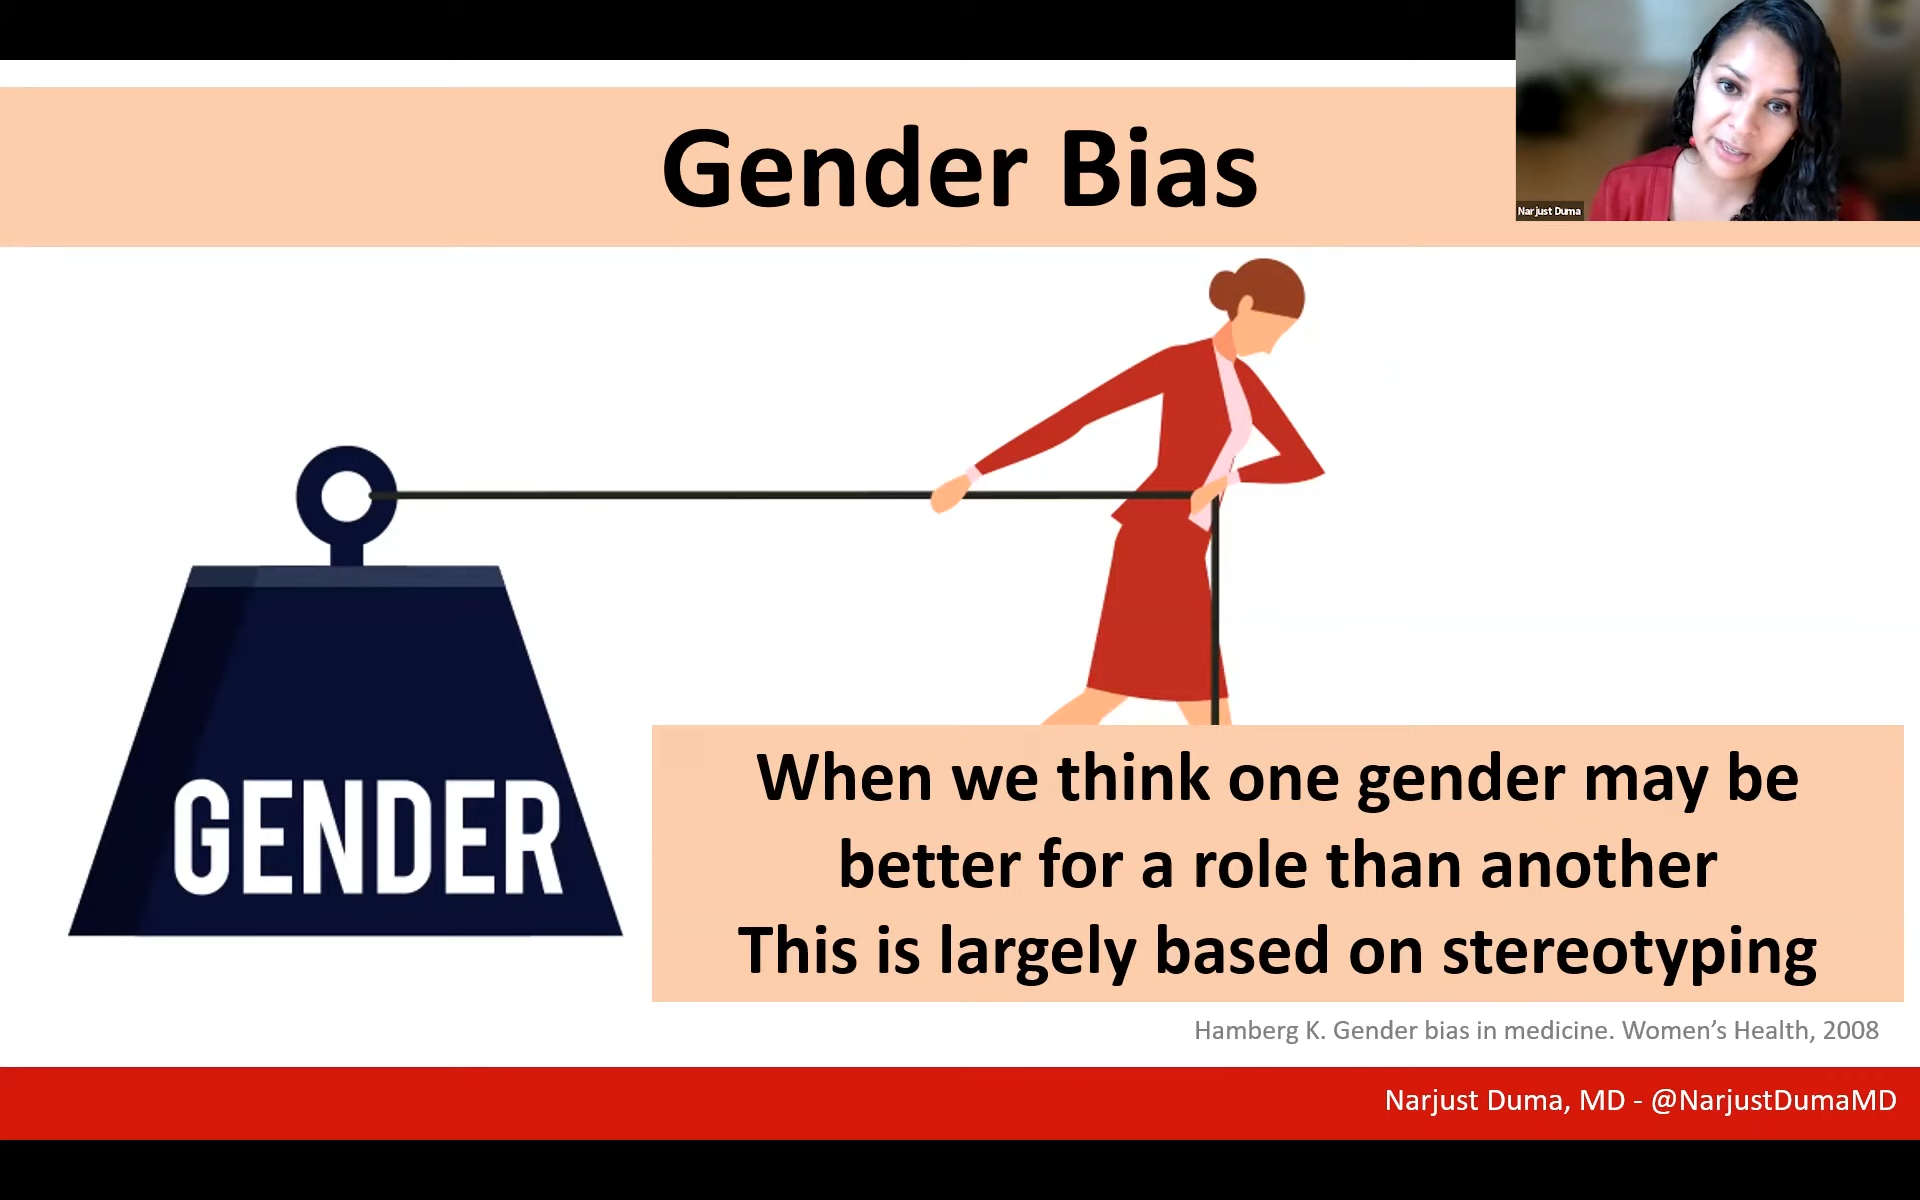 Gender Bias
Narjust Duma
GENDER
When we think one gender may be
better for a role than another
This is largely based on stereotyping
Hamberg K. Gender bias in medicine. Women’s Health, 2008
Narjust Duma, MD - @NarjustDumaMD